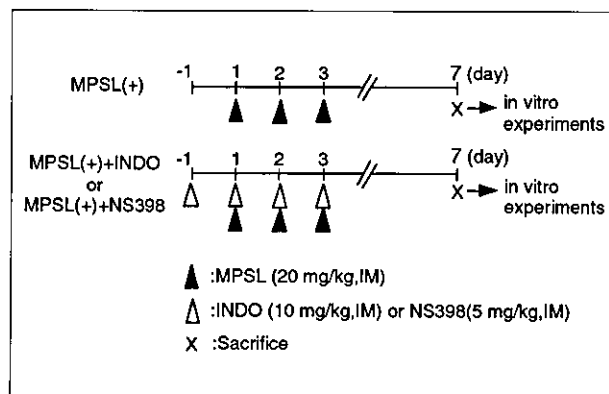 -1 1 2 3 7 (day)
MPSL(+)
X in vitro
experiments
MPSL(+)+INDO
or
MPSL(+)+NS398
-1 1 2 3 7 (day)
X in vitro
experiments
:MPSL (20 mg/kg,IM)
:INDO (10 mg/kg,IM) or NS398(5 mg/kg,IM)
X :Sacrifice